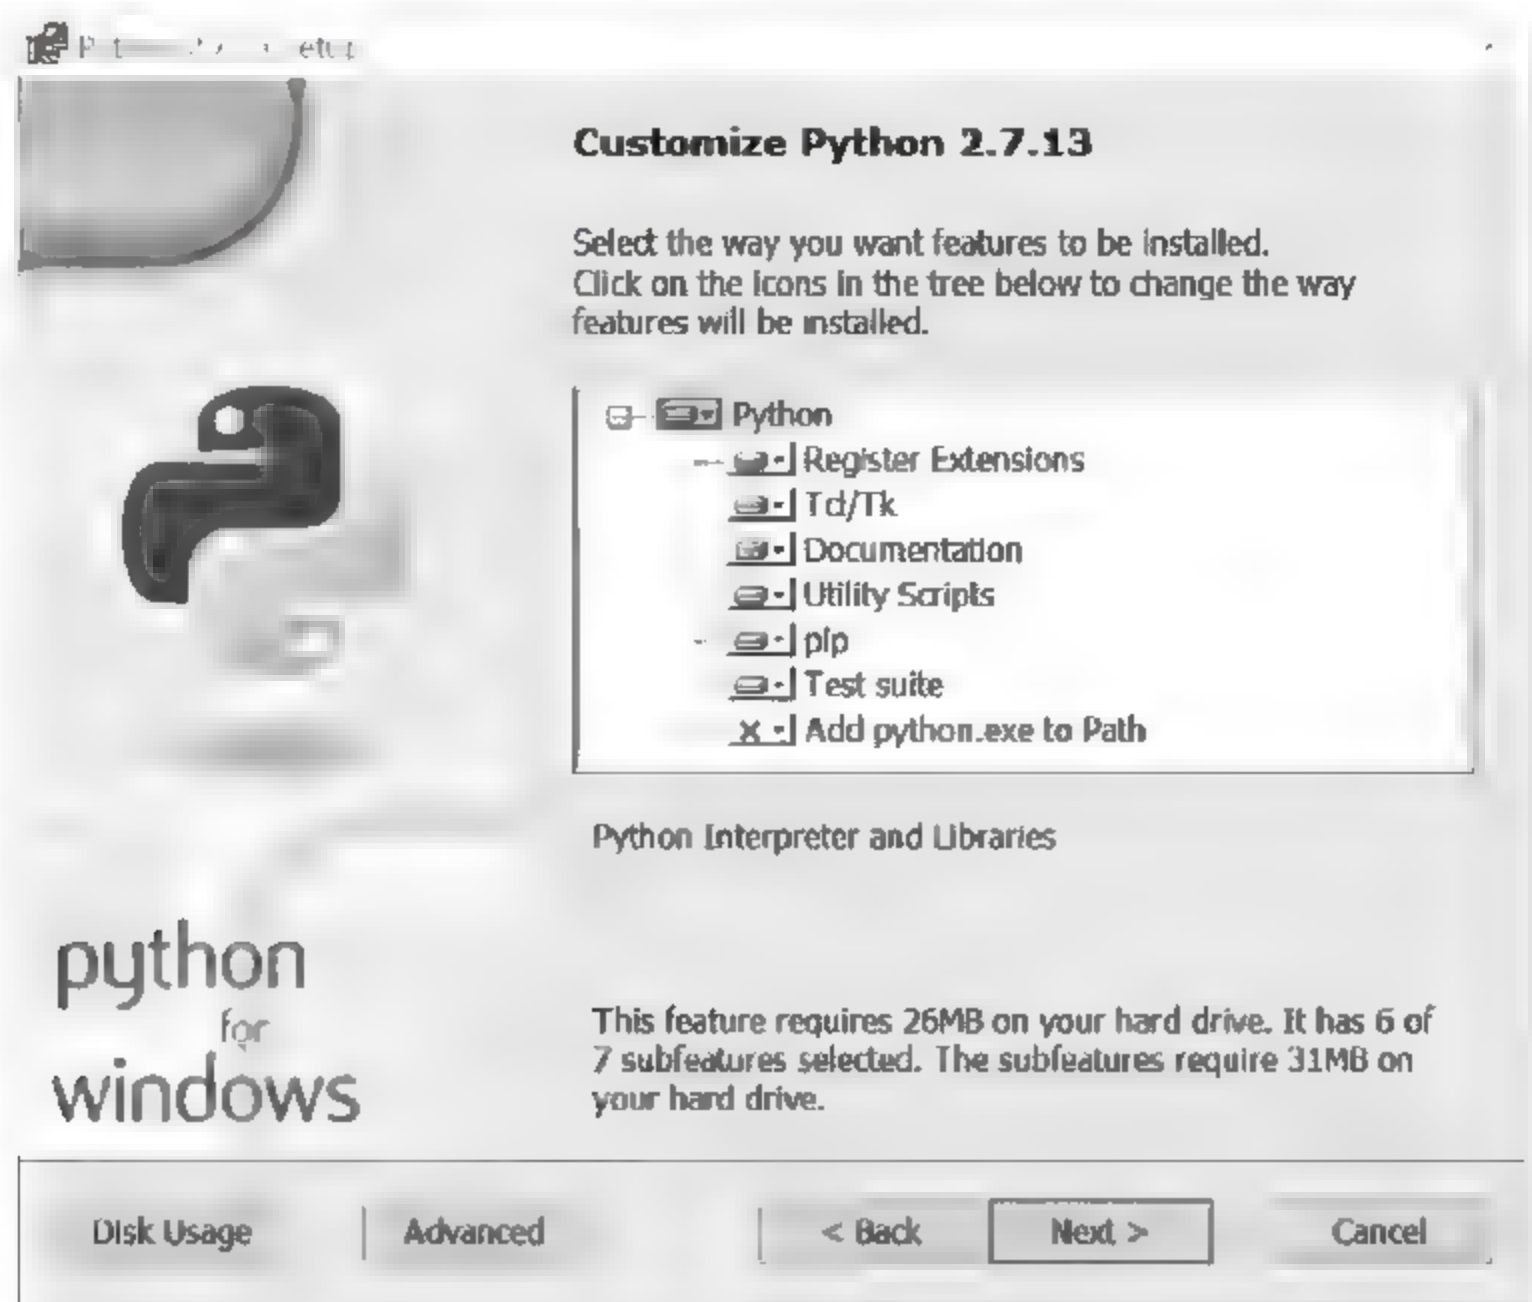 Customize Python 2.7.13
Select the way you want features to be installed.
Click on the icons in the tree below to change the way
features will be installed.
Python
Register Extensions
Tcl/Tk
Documentation
Utility Scripts
pip
Test suite
Add python.exe to Path
Python Interpreter and Libraries
python
for
windows
This feature requires 26MB on your hard drive. It has 6 of
7 subfeatures selected. The subfeatures require 31MB on
your hard drive.
Disk Usage
Advanced
< Back
Next >
Cancel